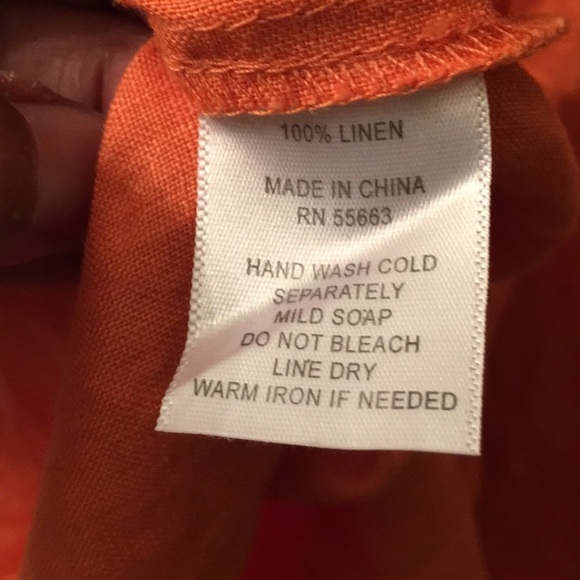 100% LINEN
MADE IN CHINA
RN 55663
HAND WASH COLD
SEPARATELY
MILD SOAP
DO NOT BLEACH
LINE DRY
WARM IRON IF NEEDED